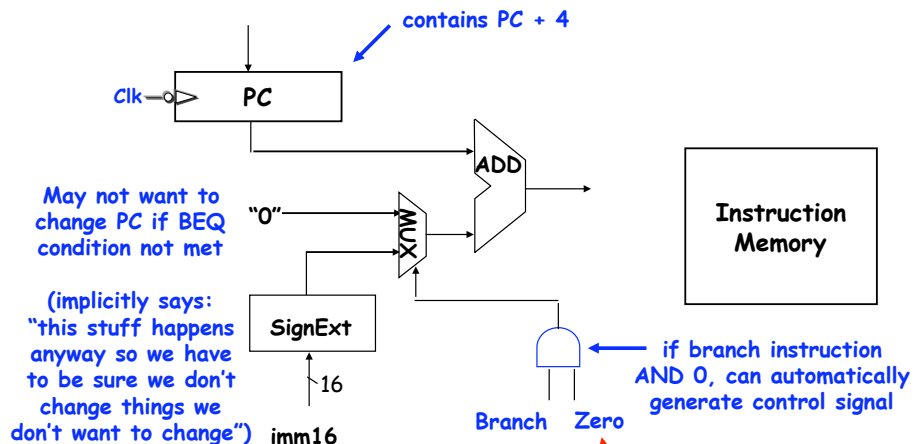 contains PC + 4
Clk
PC
ADD
May not want to
change PC if BEQ
condition not met
“0”
MUX
Instruction
Memory
(implicitly says:
“this stuff happens
anyway so we have
to be sure we don’t
change things we
don’t want to change”)
SignExt
16
imm16
if branch instruction
AND 0, can automatically
generate control signal
Branch
Zero